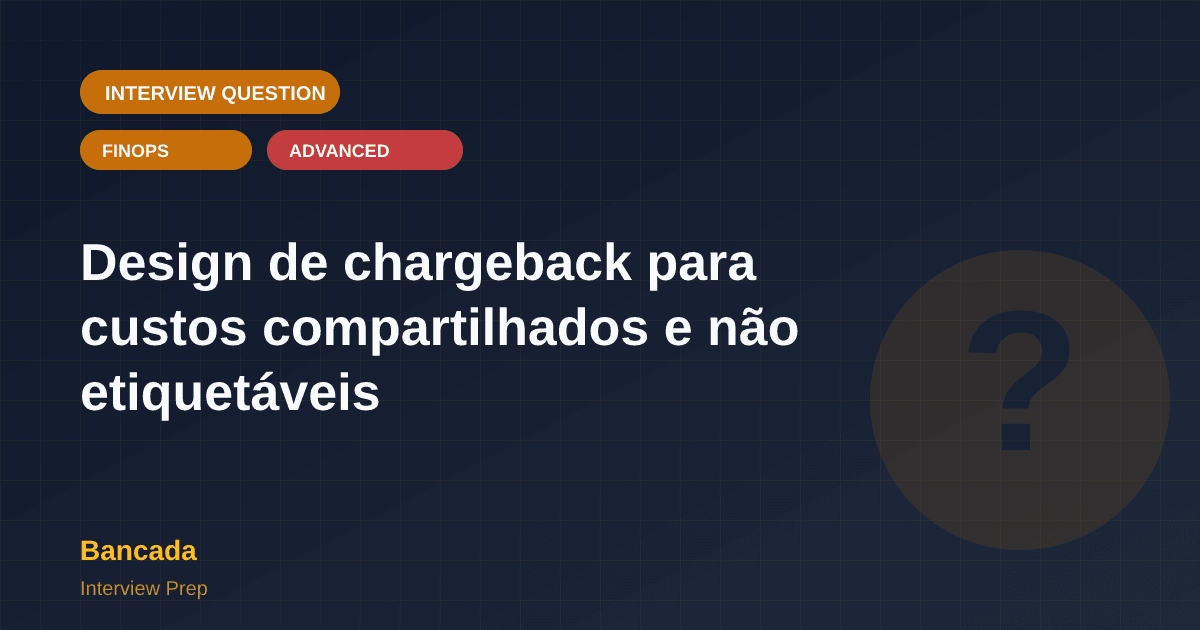 INTERVIEW QUESTION
FINOPS
ADVANCED
Design de chargeback para
custos compartilhados e não
etiquetáveis
?
Bancada
Interview Prep